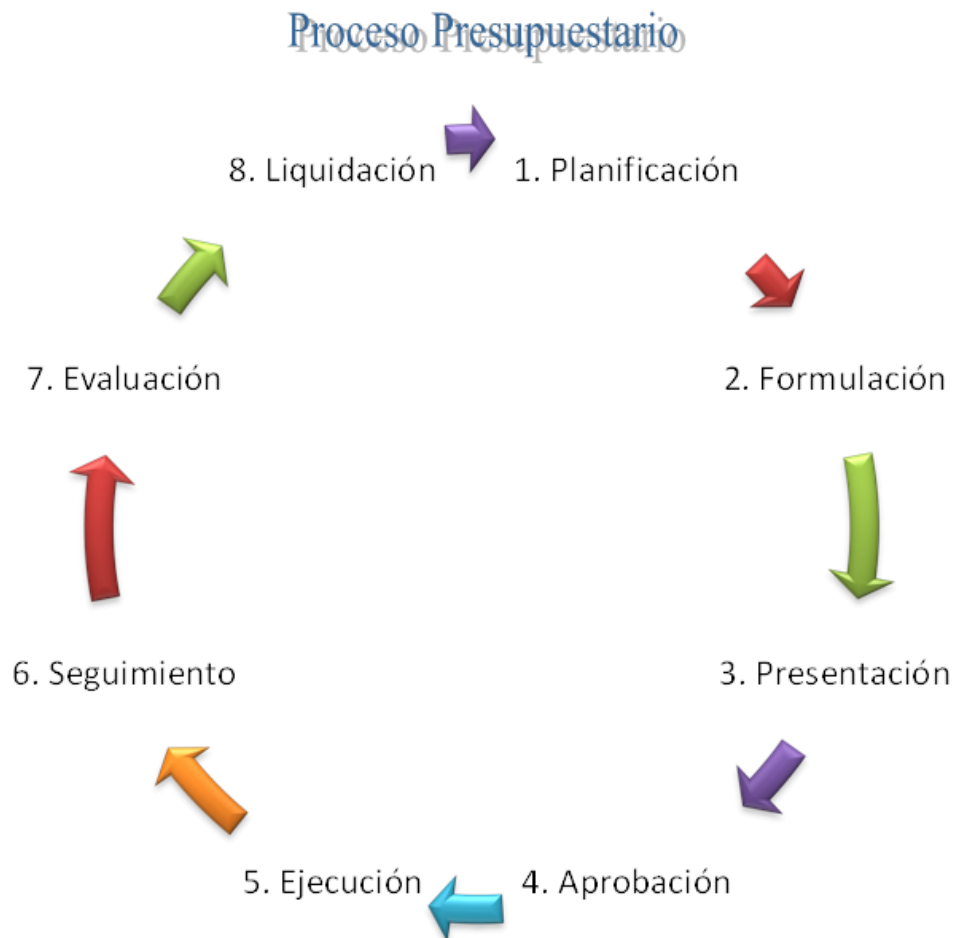 Proceso Presupuestario
1. Planificación
2. Formulación
3. Presentación
4. Aprobación
5. Ejecución
6. Seguimiento
7. Evaluación
8. Liquidación